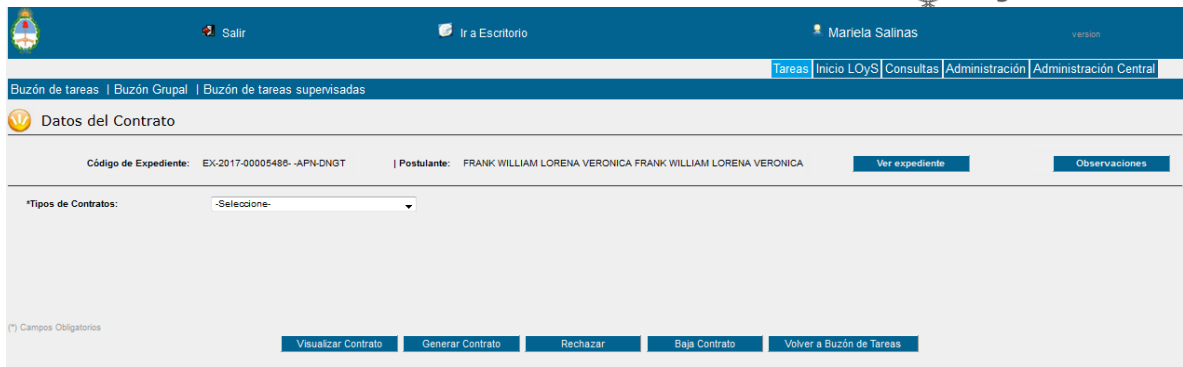 Salir Ir a Escritorio Mariela Salinas version
Tareas Inicio LOyS Consultas Administración Administración Central
Buzón de tareas | Buzón Grupal | Buzón de tareas supervisadas
Datos del Contrato
Código de Expediente: EX-2017-00005486- -APN-DNGT | Postulante: FRANK WILLIAM LORENA VERONICA FRANK WILLIAM LORENA VERONICA Ver expediente Observaciones
*Tipos de Contratos: -Seleccione-
(*) Campos Obligatorios
Visualizar Contrato Generar Contrato Rechazar Baja Contrato Volver a Buzón de Tareas